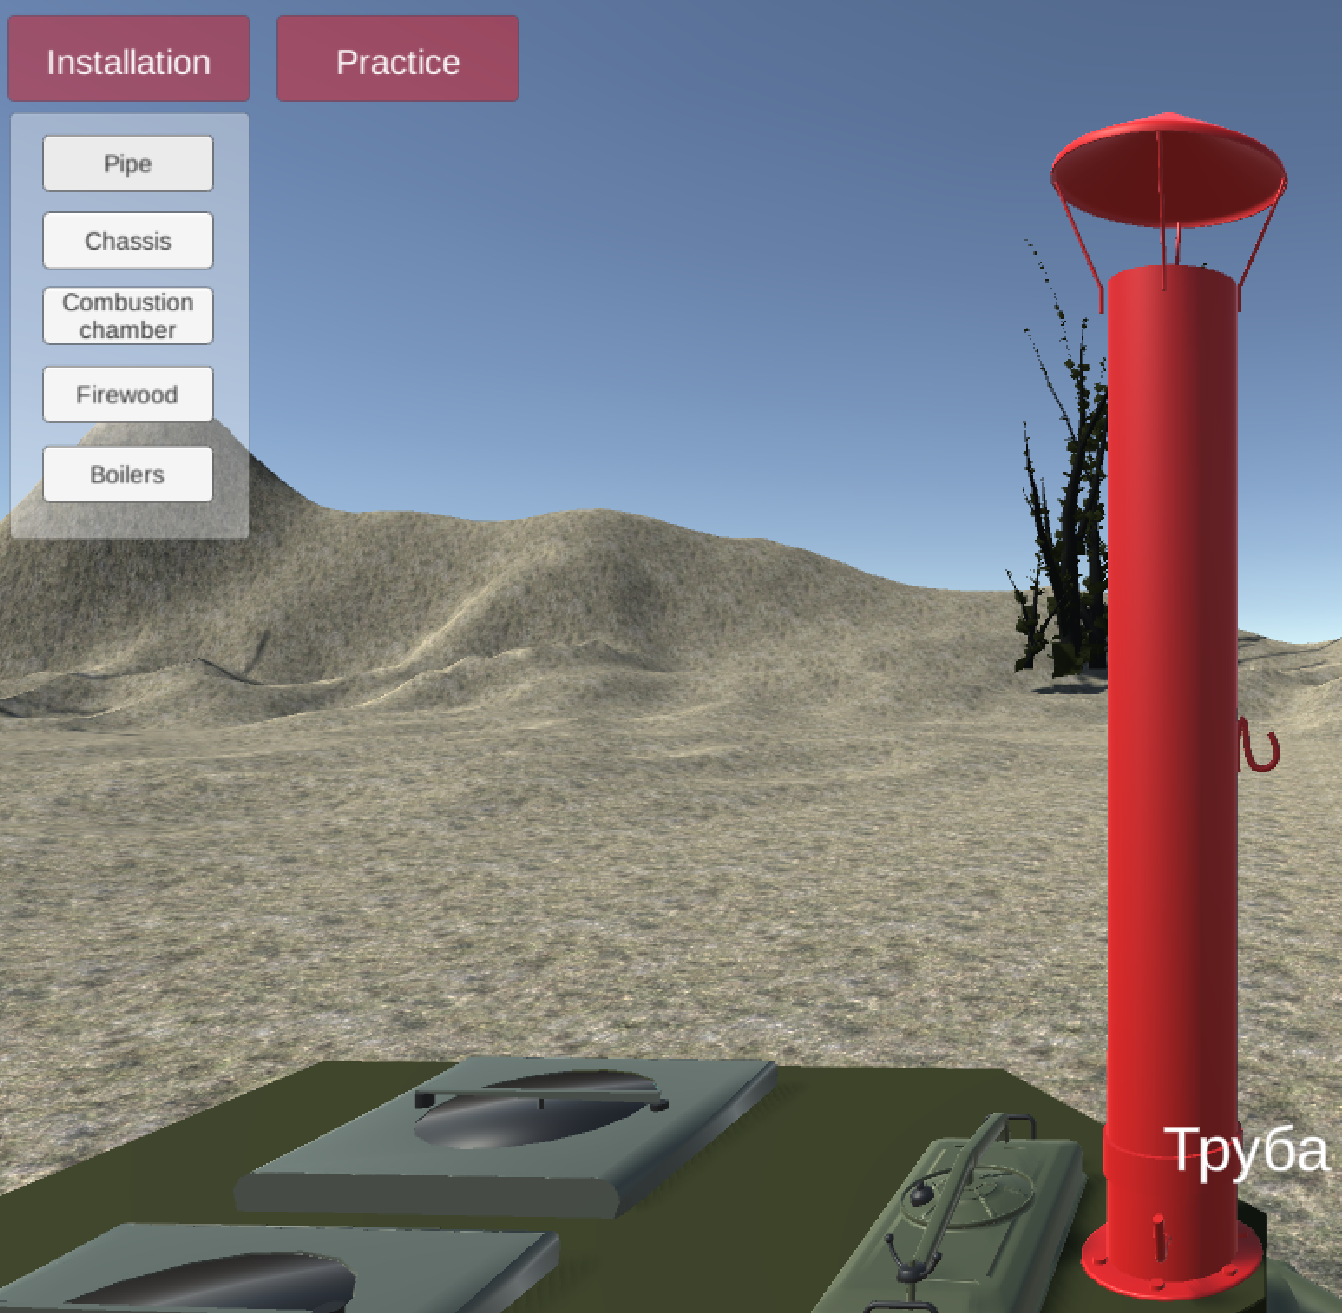 Installation
Practice
Pipe
Chassis
Combustion
chamber
Firewood
Boilers
Труба